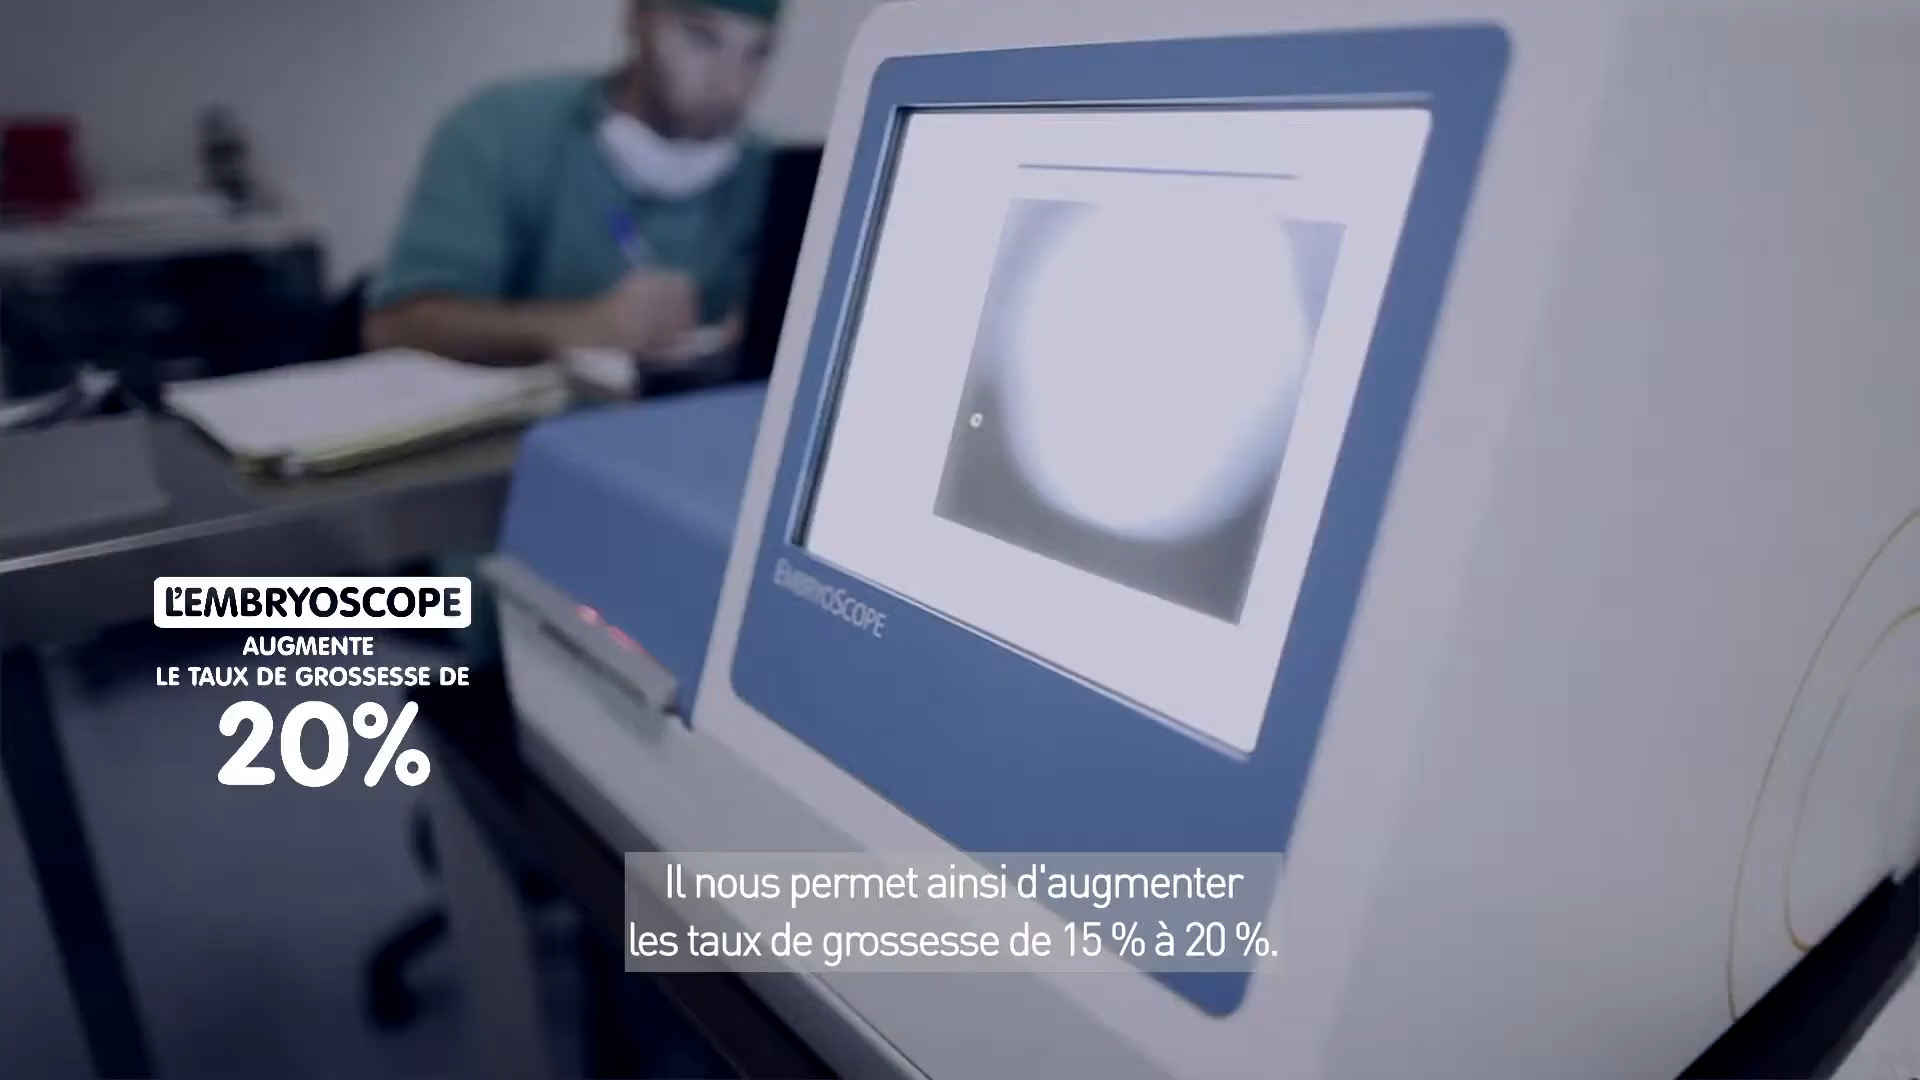 EMBRYOSCOPE
L'EMBRYOSCOPE
AUGMENTE
LE TAUX DE GROSSESSE DE
20%
Il nous permet ainsi d'augmenter
les taux de grossesse de 15 % à 20 %.